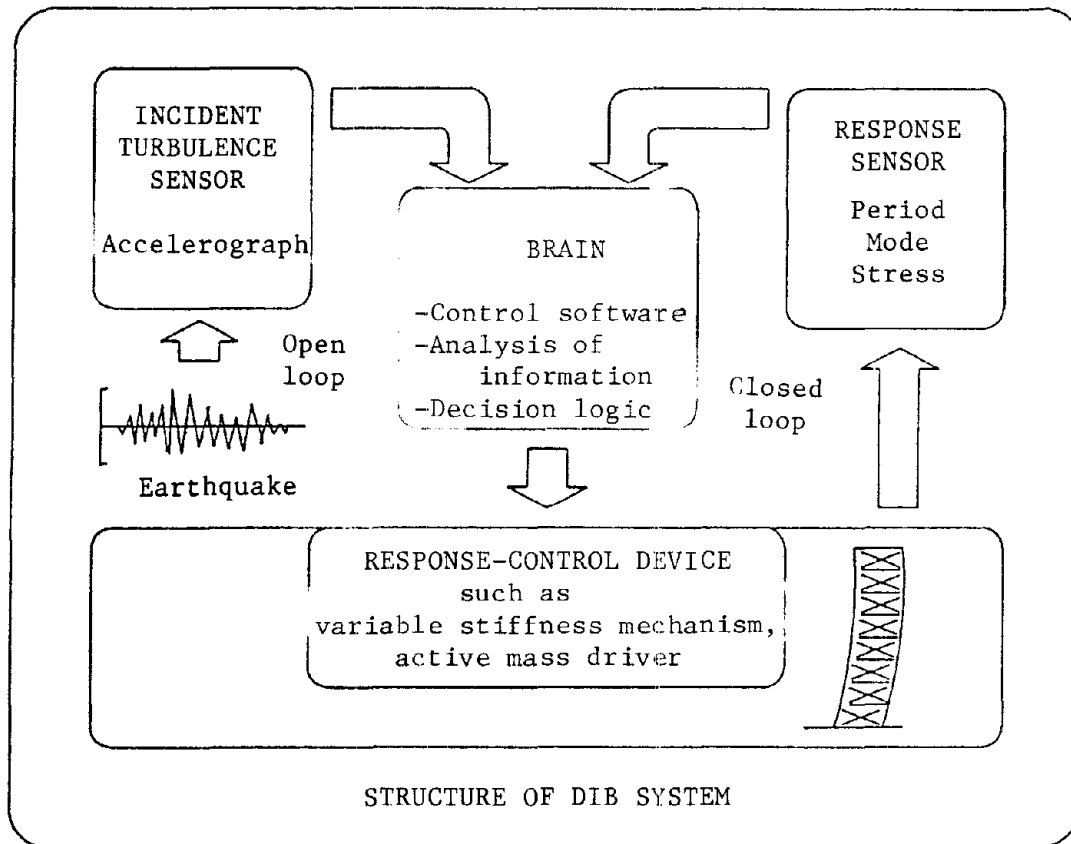 INCIDENT
TURBULENCE
SENSOR
Accelerograph
RESPONSE
SENSOR
Period
Mode
Stress
BRAIN
-Control software
-Analysis of
information
-Decision logic
Open
loop
Closed
loop
Earthquake
RESPONSE-CONTROL DEVICE
such as
variable stiffness mechanism,
active mass driver
STRUCTURE OF DIB SYSTEM